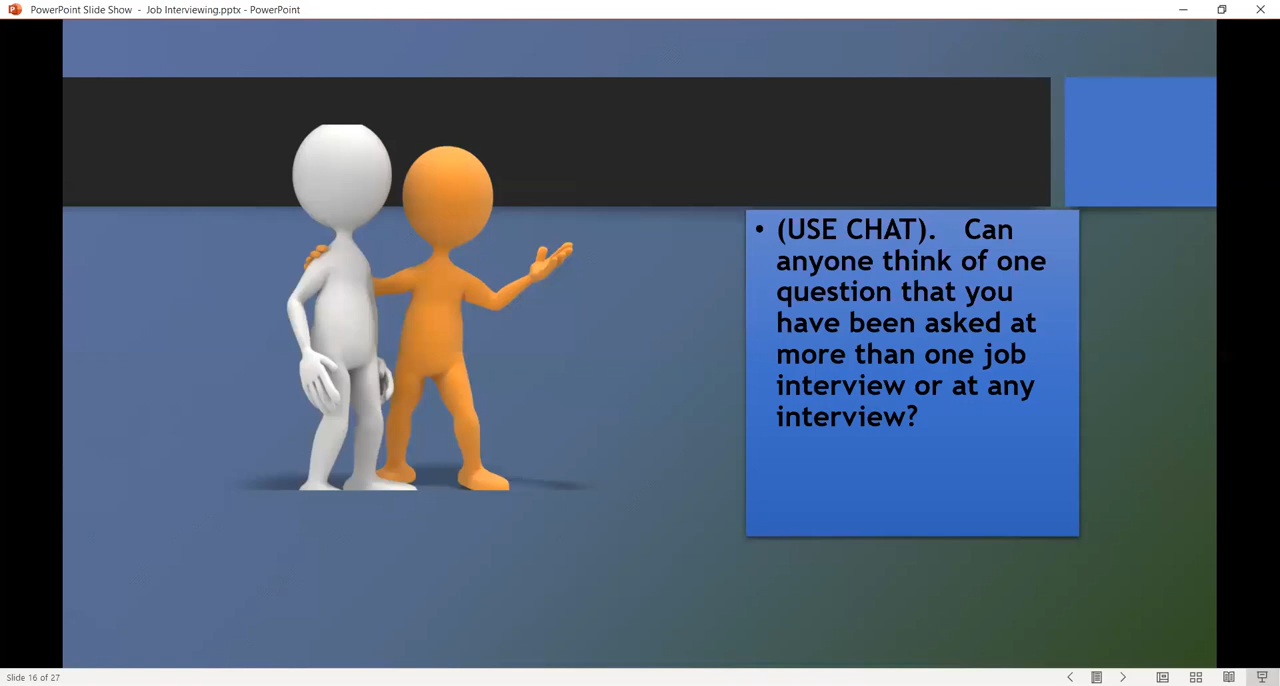 PowerPoint Slide Show - Job Interviewing.pptx - PowerPoint
• (USE CHAT). Can
anyone think of one
question that you
have been asked at
more than one job
interview or at any
interview?
Slide 16 of 27